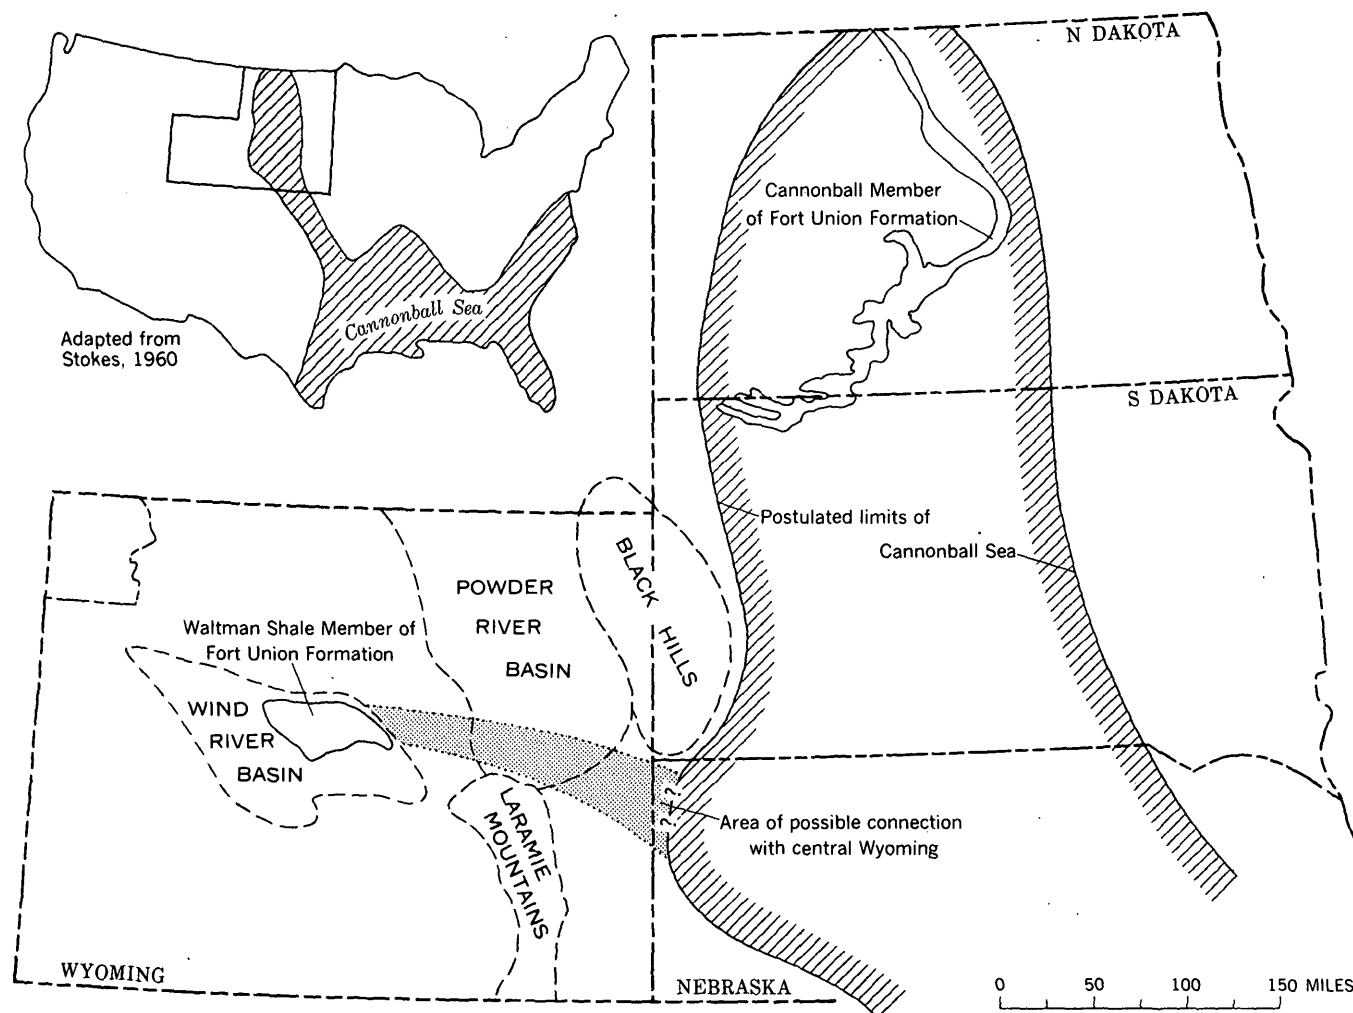 N DAKOTA
Cannonball Member
of Fort Union Formation
Cannonball Sea
Adapted from
Stokes, 1960
S DAKOTA
Postulated limits of
Cannonball Sea
BLACK HILLS
POWDER
RIVER
BASIN
Waltman Shale Member of
Fort Union Formation
WIND
RIVER
BASIN
? ?
Area of possible connection
with central Wyoming
LARAMIE
MOUNTAINS
WYOMING
NEBRASKA
0 50 100 150 MILES